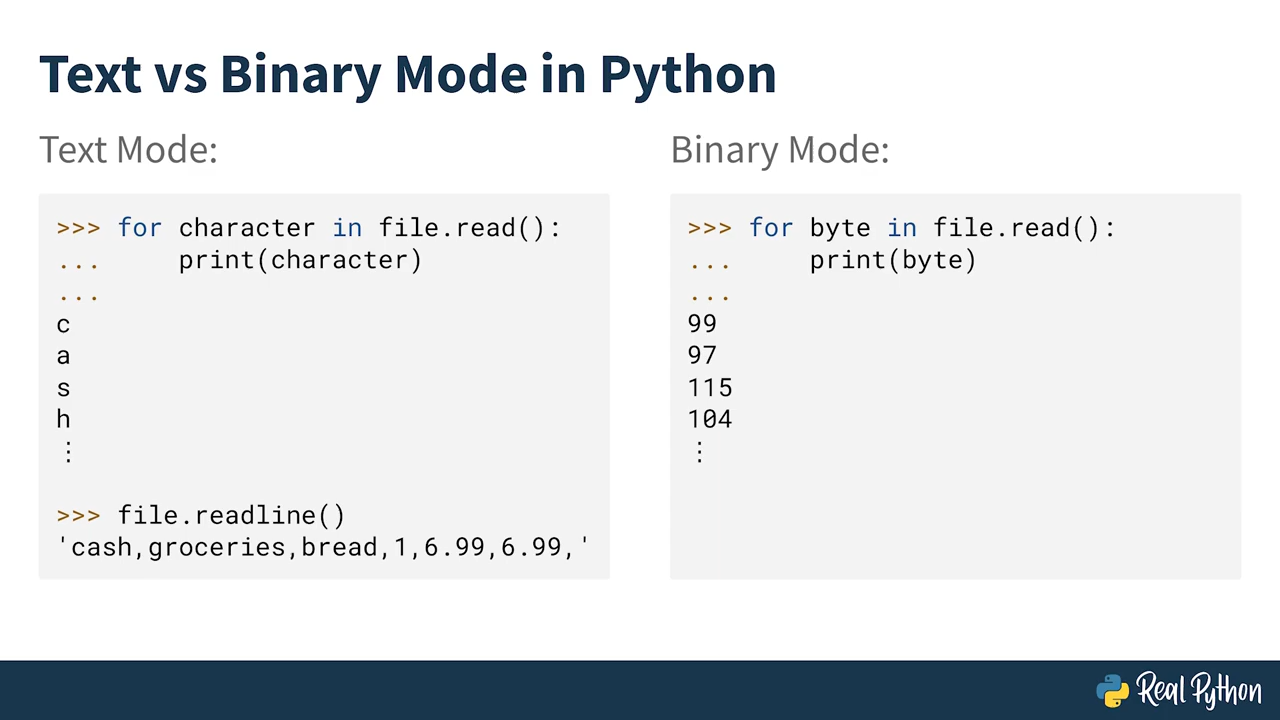 Text vs Binary Mode in Python
Text Mode:
>>> for character in file.read():
...     print(character)
...
c
a
s
h
⋮
>>> file.readline()
'cash,groceries,bread,1,6.99,6.99,'
Binary Mode:
>>> for byte in file.read():
...     print(byte)
...
99
97
115
104
⋮
Real Python